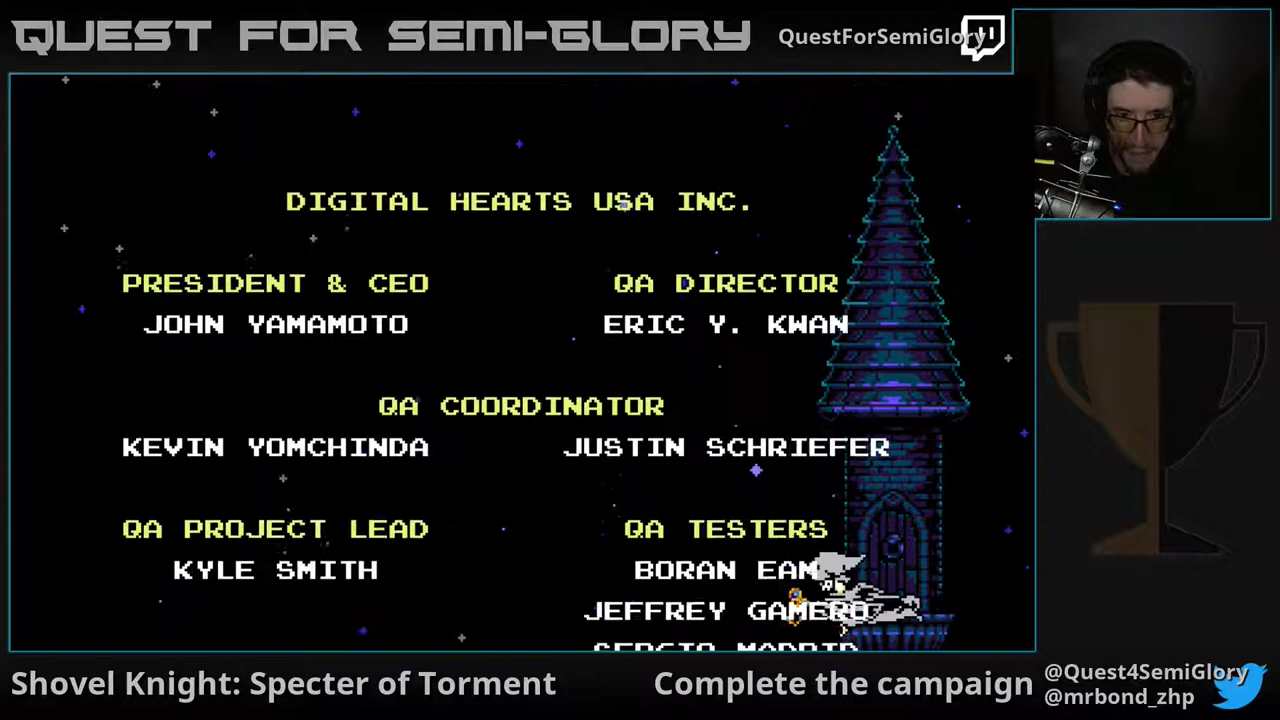 QUEST FOR SEMI-GLORY
QuestForSemiGlory
DIGITAL HEARTS USA INC.
PRESIDENT & CEO
JOHN YAMAMOTO
QA DIRECTOR
ERIC Y. KWAN
QA COORDINATOR
KEVIN YOMCHINDA JUSTIN SCHRIEFER
QA PROJECT LEAD
KYLE SMITH
QA TESTERS
BORAN EAM
JEFFREY GAMERO
SERGIO MADRID
Shovel Knight: Specter of Torment
Complete the campaign
@Quest4SemiGlory
@mrbond_zhp